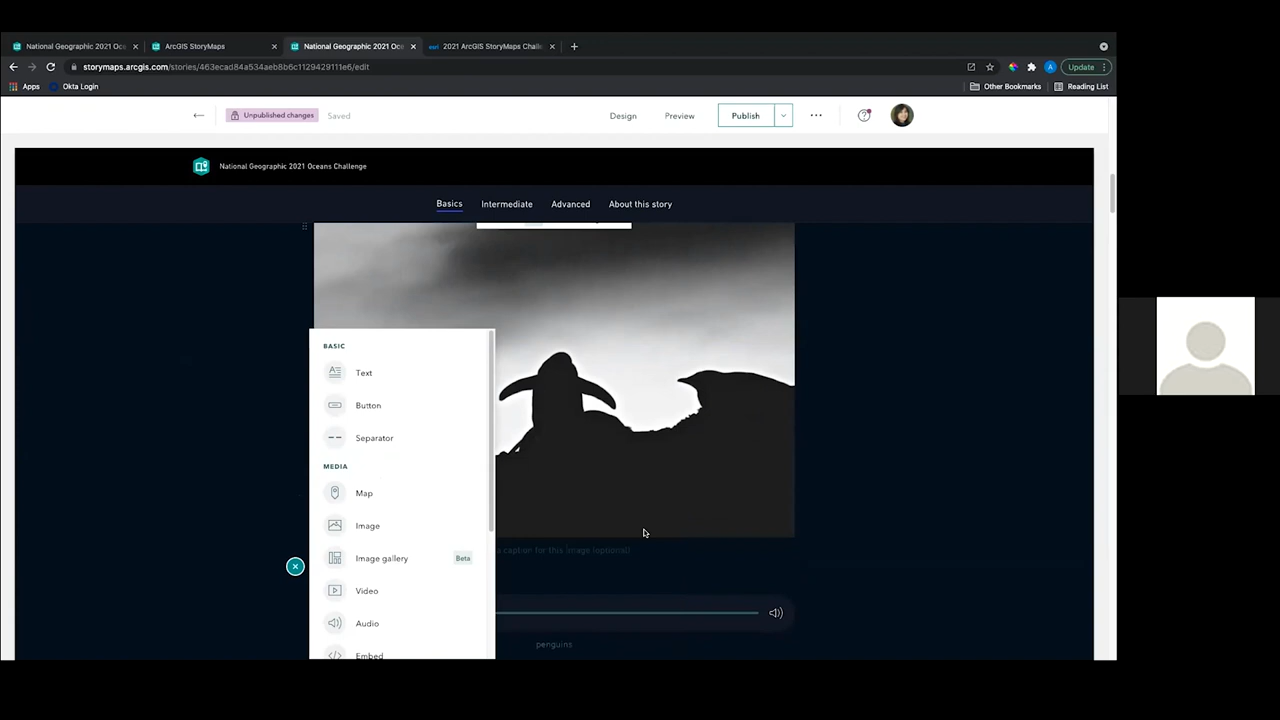 National Geographic 2021 Oce
ArcGIS StoryMaps
National Geographic 2021 Oc
2021 ArcGIS StoryMaps Challe
storymaps.arcgis.com/stories/463ecad84a534aeb8b6c1129429111e6/edit
A
Update
Apps
Okta Login
Other Bookmarks
Reading List
Unpublished changes
Saved
Design
Preview
Publish
National Geographic 2021 Oceans Challenge
Basics
Intermediate
Advanced
About this story
BASIC
Text
Button
Separator
MEDIA
Map
Image
Image gallery
Beta
Video
Audio
Embed
a caption for this image (optional)
penguins